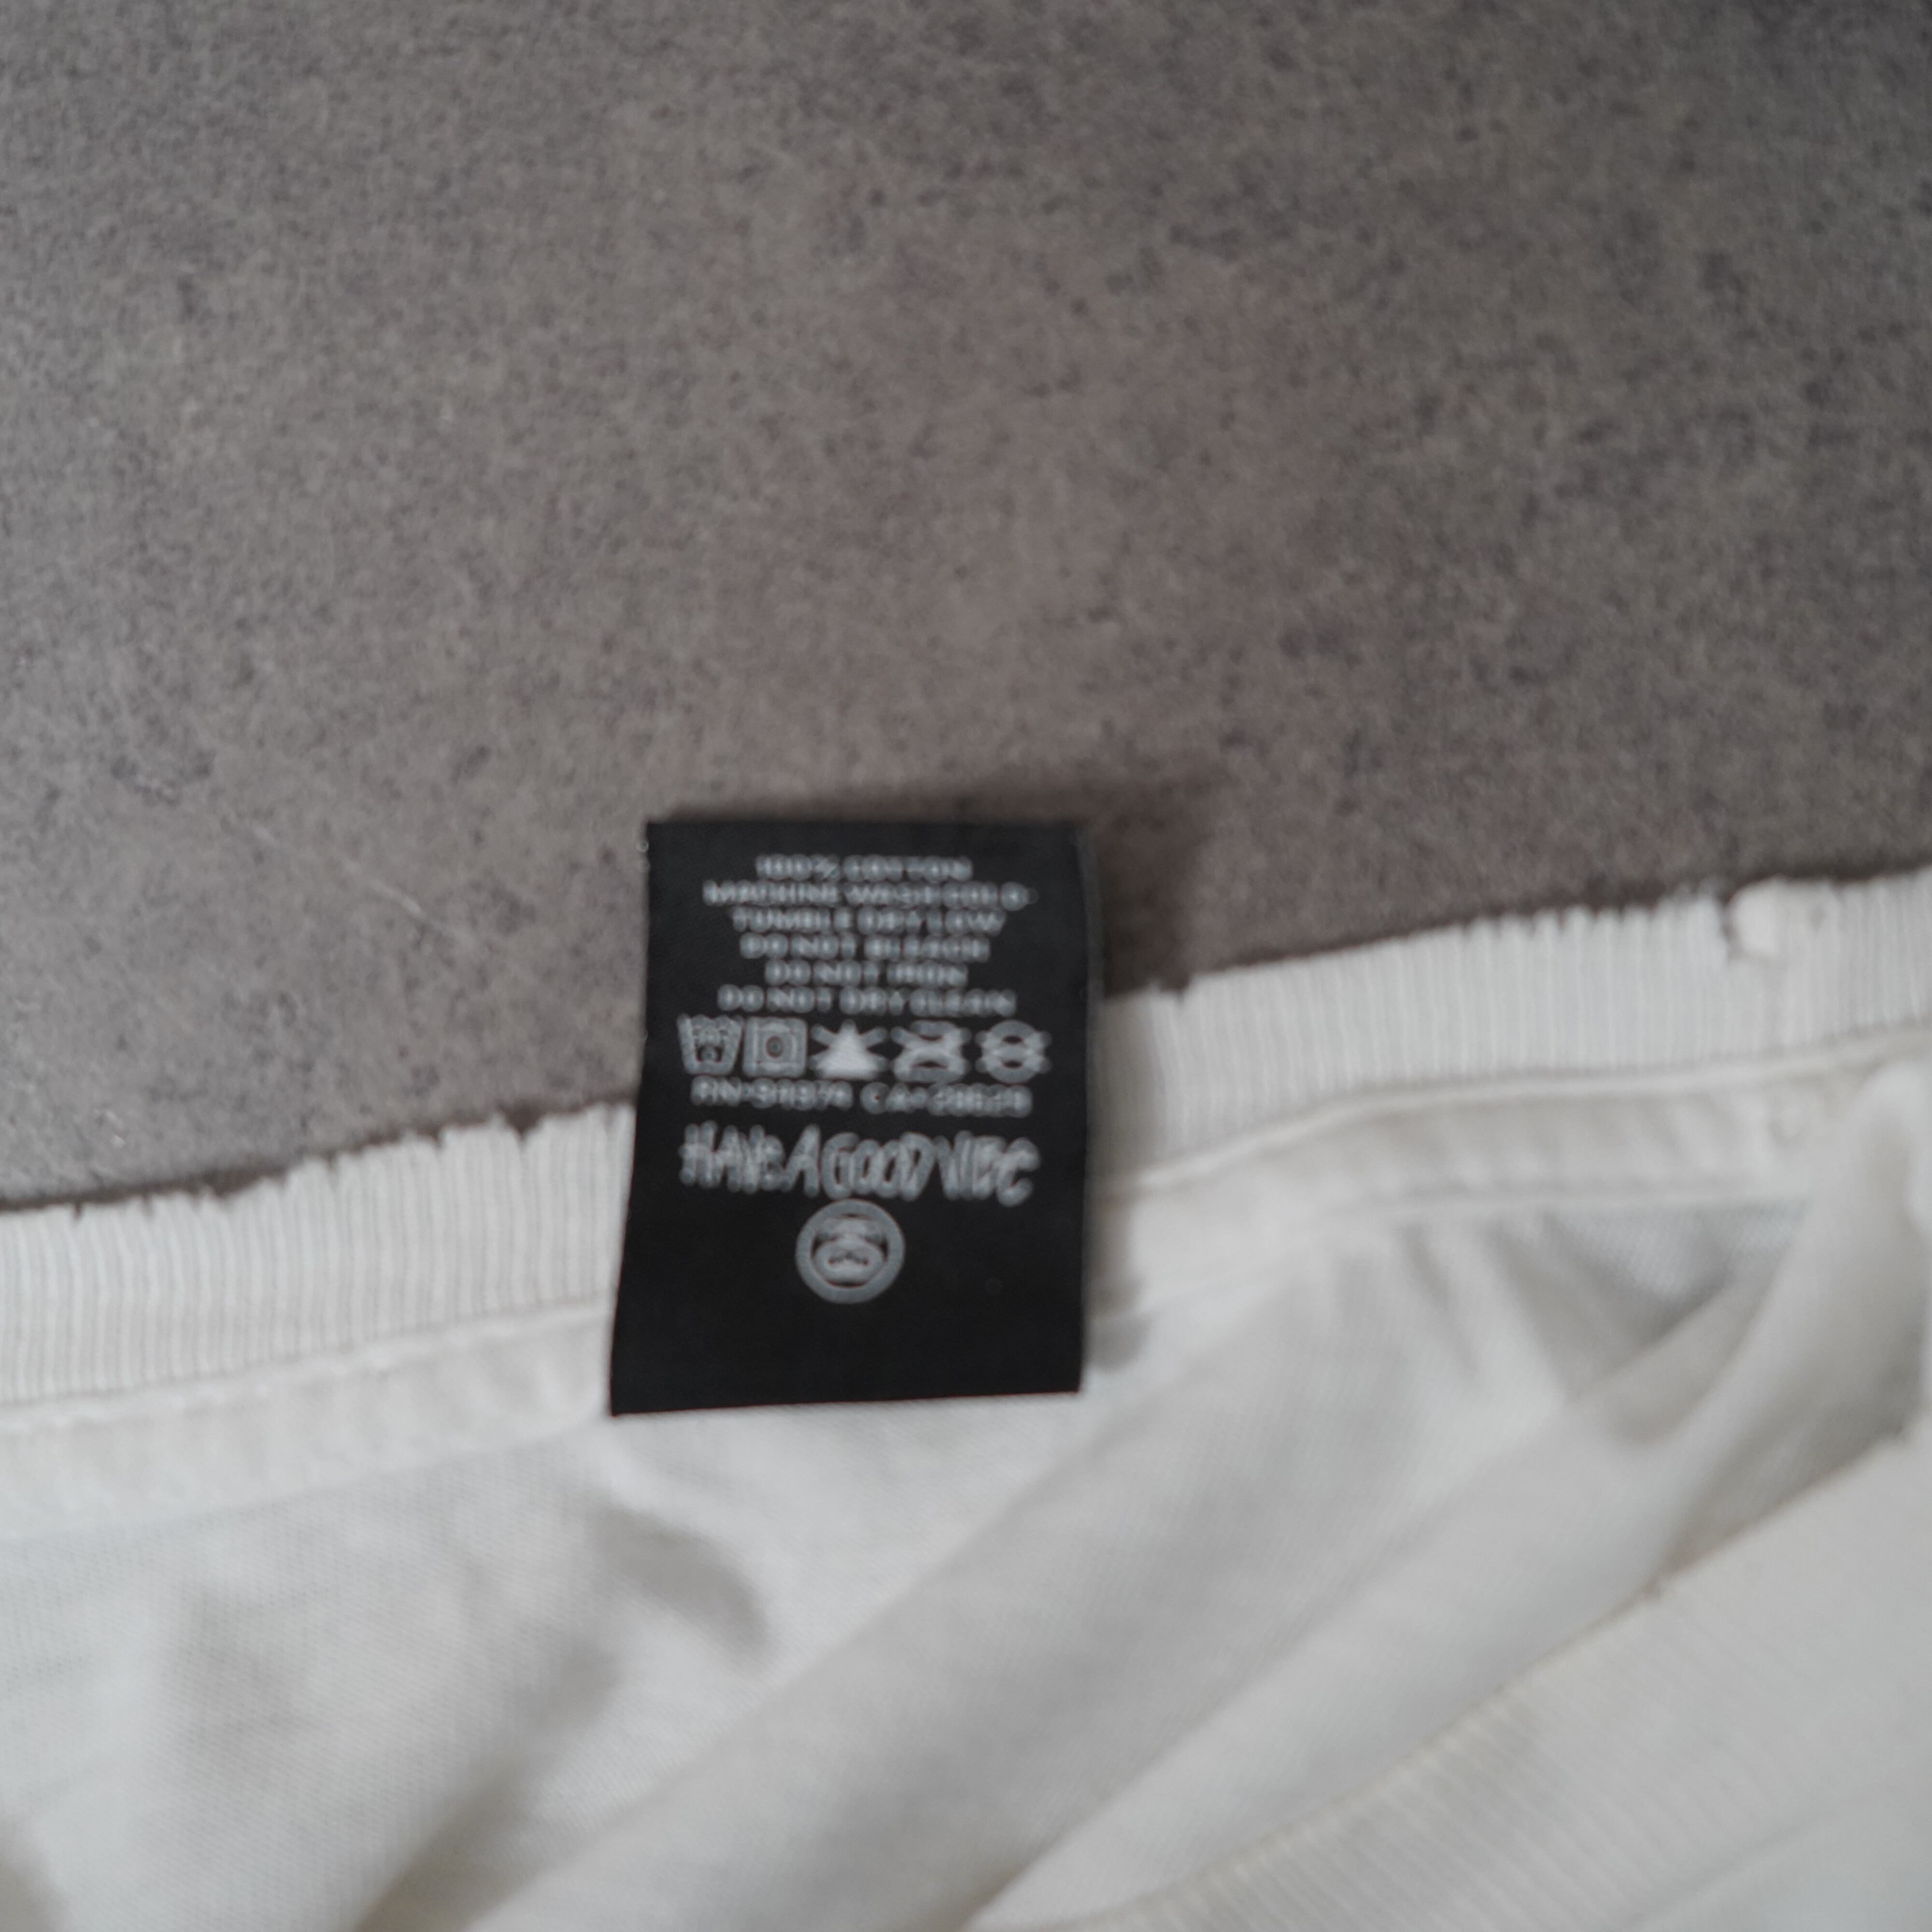 100% COTTON
MACHINE WASH COLD
TUMBLE DRY LOW
DO NOT BLEACH
DO NOT IRON
DO NOT DRY CLEAN
HAVE A GOOD VIBE